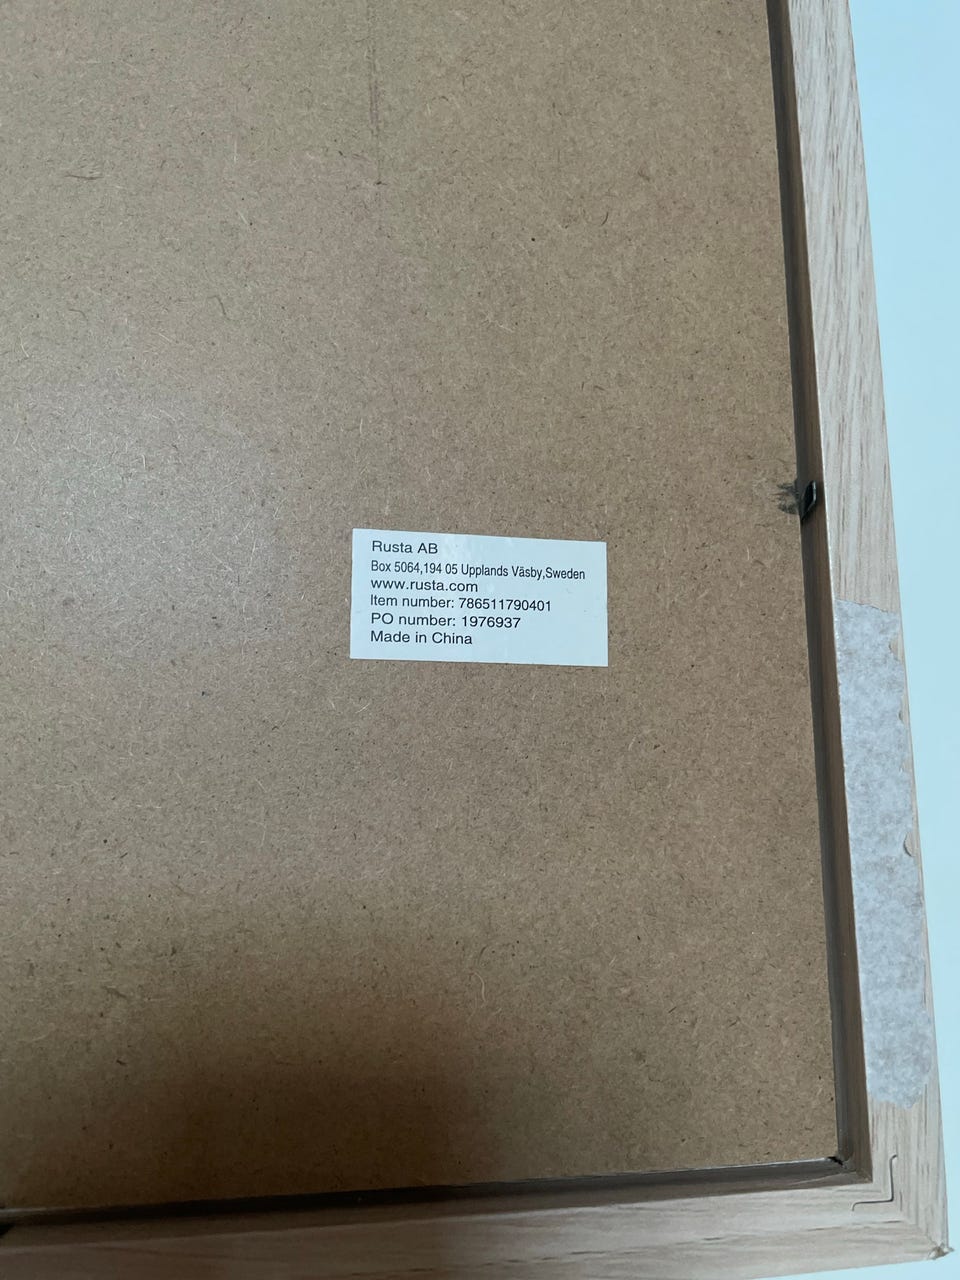 Rusta AB
Box 5064,194 05 Upplands Väsby,Sweden
www.rusta.com
Item number: 786511790401
PO number: 1976937
Made in China